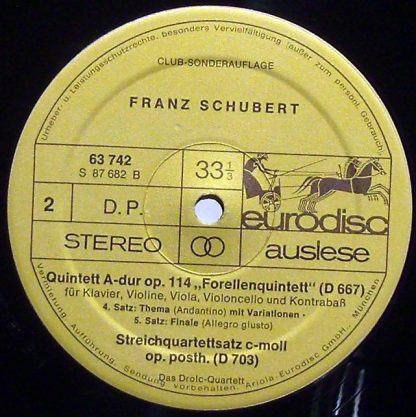 Urheber- u. Leistungsschutzrechte, besonders Vervielfältigung (außer zum persönl. Gebrauch)
CLUB-SONDERAUFLAGE
FRANZ SCHUBERT
63 742
S 87 682 B
33 1/3
2
D.P.
eurodisc
STEREO
auslese
Quintett A-dur op. 114 „Forellenquintett" (D 667)
für Klavier, Violine, Viola, Violoncello und Kontrabaß
4. Satz: Thema (Andantino) mit Variationen ·
5. Satz: Finale (Allegro giusto)
Streichquartettsatz c-moll
op. posth. (D 703)
Das Drolc-Quartett
Vermietung, Aufführung, Sendung vorbehalten. Ariola-Eurodisc GmbH, München